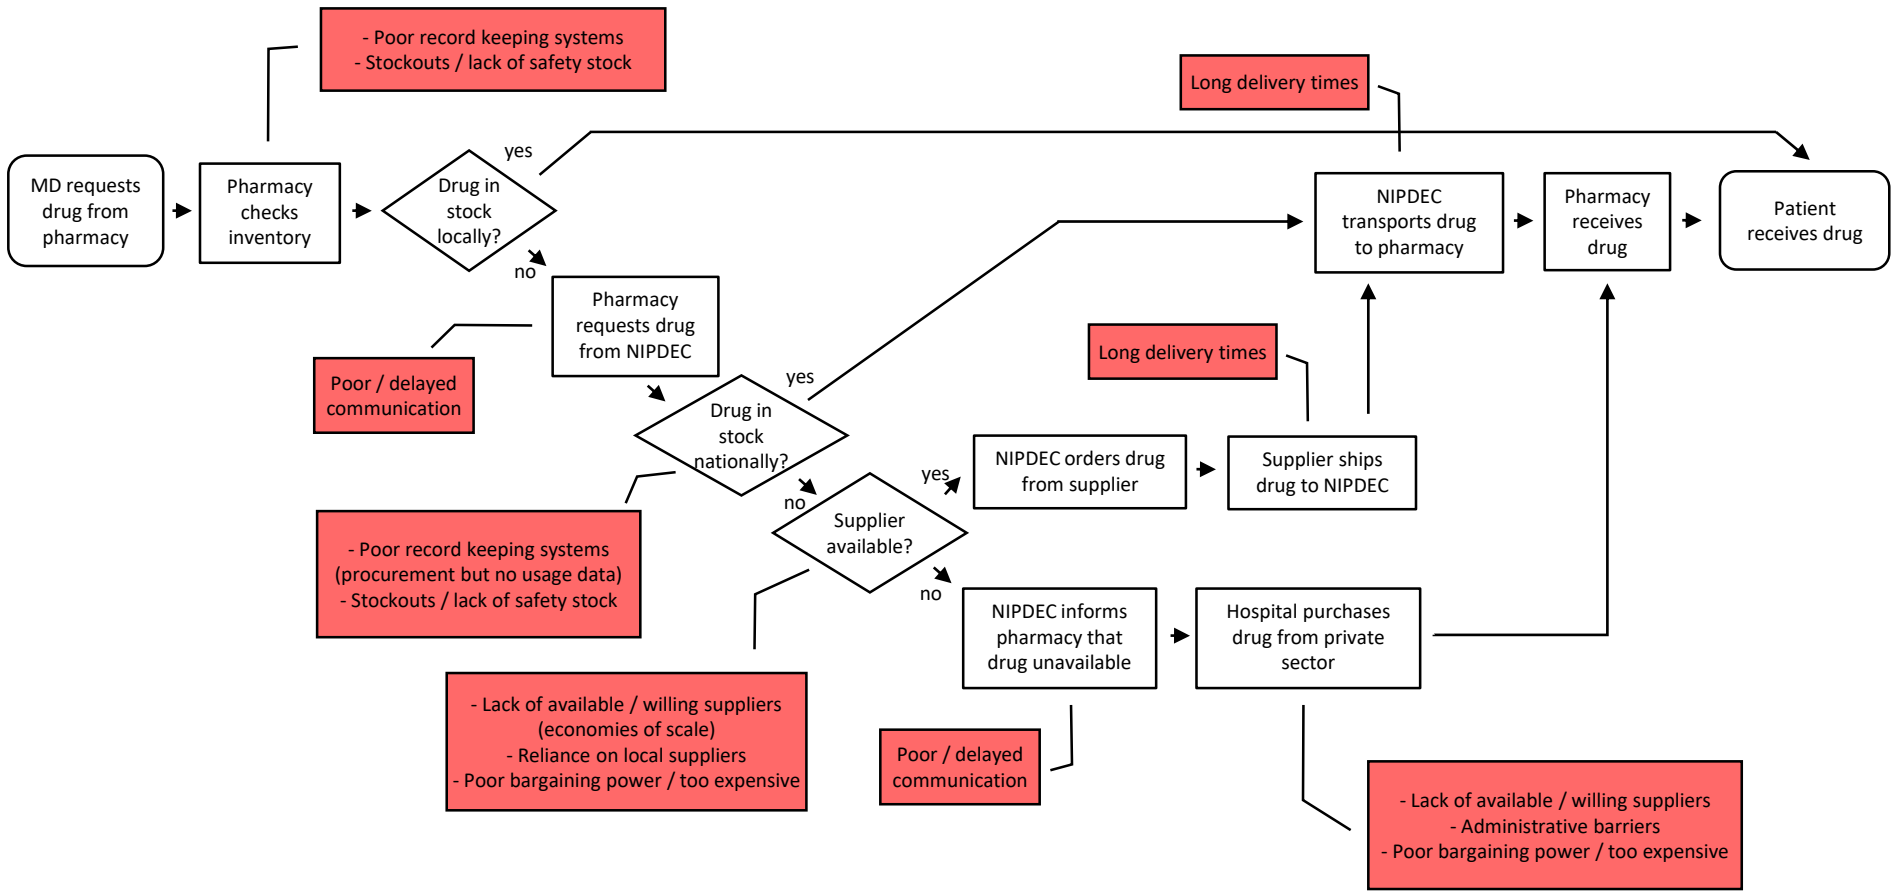 - Poor record keeping systems
- Stockouts / lack of safety stock
Long delivery times
MD requests
drug from
pharmacy
Pharmacy
checks
inventory
Drug in
stock
locally?
yes
no
NIPDEC
transports drug
to pharmacy
Pharmacy
receives
drug
Patient
receives drug
Pharmacy
requests drug
from NIPDEC
Poor / delayed
communication
Long delivery times
Drug in
stock
nationally?
yes
no
- Poor record keeping systems
(procurement but no usage data)
- Stockouts / lack of safety stock
Supplier
available?
yes
no
NIPDEC orders drug
from supplier
Supplier ships
drug to NIPDEC
NIPDEC informs
pharmacy that
drug unavailable
Hospital purchases
drug from private
sector
- Lack of available / willing suppliers
(economies of scale)
- Reliance on local suppliers
- Poor bargaining power / too expensive
Poor / delayed
communication
- Lack of available / willing suppliers
- Administrative barriers
- Poor bargaining power / too expensive